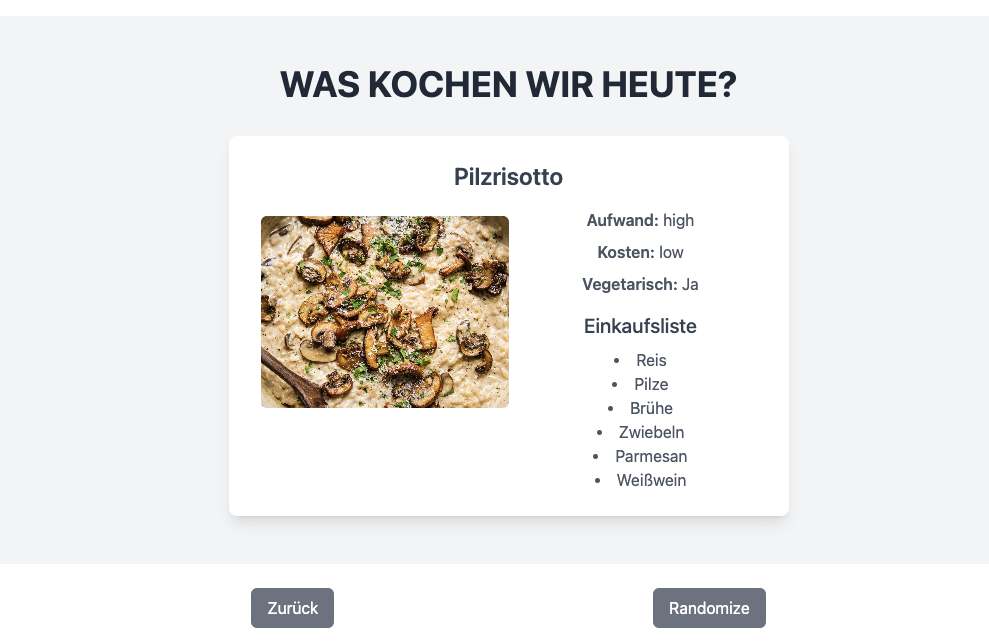 WAS KOCHEN WIR HEUTE?
Pilzrisotto
Aufwand: high
Kosten: low
Vegetarisch: Ja
Einkaufsliste
• Reis
• Pilze
• Brühe
• Zwiebeln
• Parmesan
• Weißwein
Zurück
Randomize